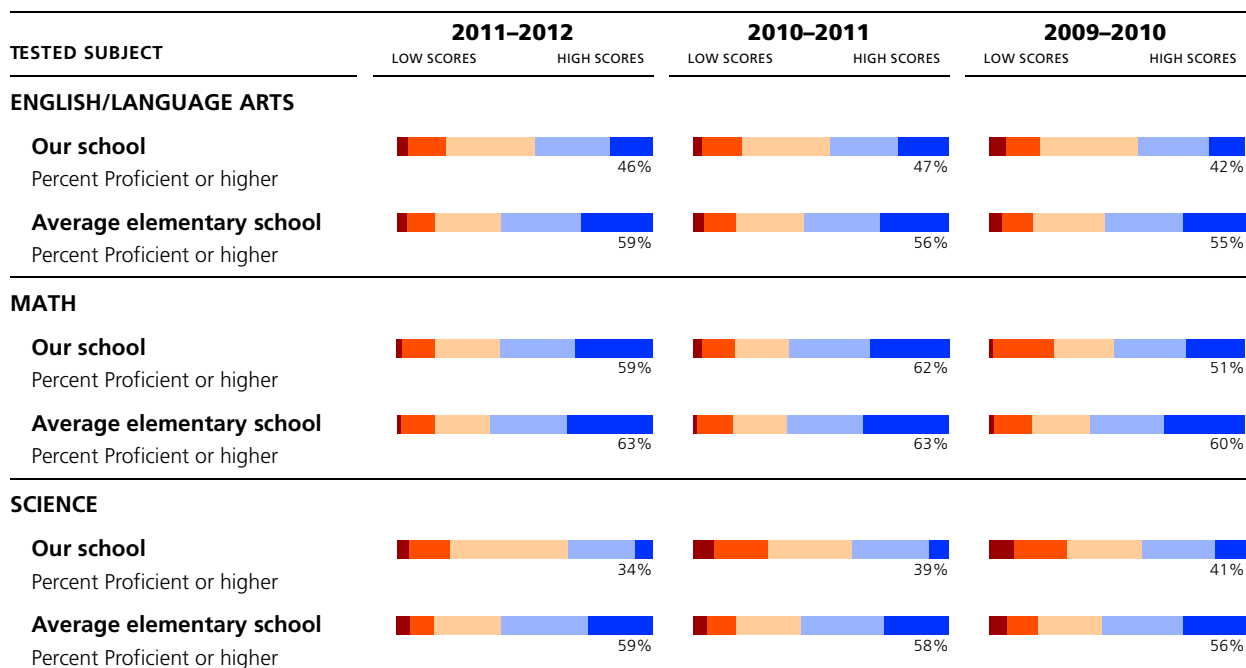 2011–2012 2010–2011 2009–2010
TESTED SUBJECT LOW SCORES HIGH SCORES LOW SCORES HIGH SCORES LOW SCORES HIGH SCORES
ENGLISH/LANGUAGE ARTS
Our school
Percent Proficient or higher 46% 47% 42%
Average elementary school
Percent Proficient or higher 59% 56% 55%
MATH
Our school
Percent Proficient or higher 59% 62% 51%
Average elementary school
Percent Proficient or higher 63% 63% 60%
SCIENCE
Our school
Percent Proficient or higher 34% 39% 41%
Average elementary school
Percent Proficient or higher 59% 58% 56%